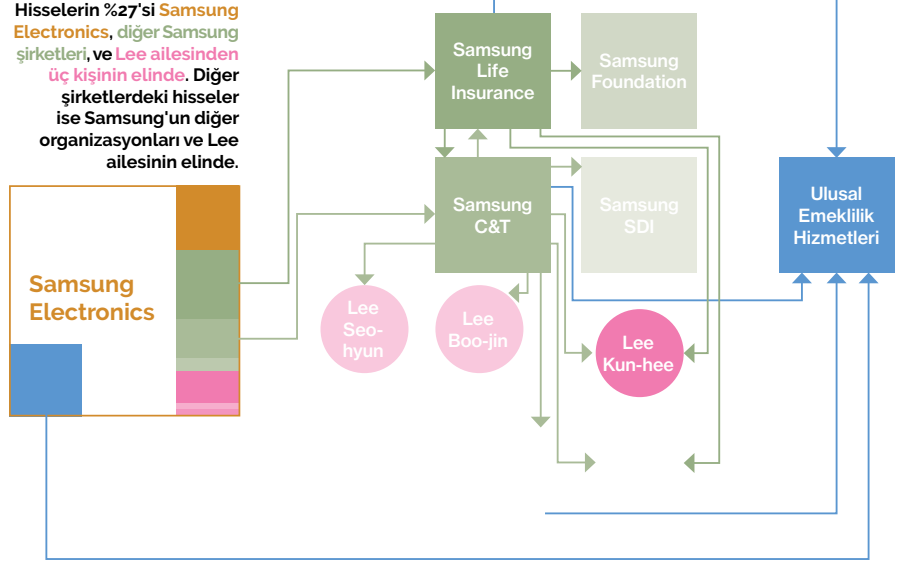 Hisselerin %27'si Samsung
Electronics, diğer Samsung
şirketleri, ve Lee ailesinden
üç kişinin elinde. Diğer
şirketlerdeki hisseler
ise Samsung'un diğer
organizasyonları ve Lee
ailesinin elinde.
Samsung
Life
Insurance
Samsung
Foundation
Samsung
C&T
Samsung
SDI
Ulusal
Emeklilik
Hizmetleri
Samsung
Electronics
Lee
Seo-
hyun
Lee
Boo-jin
Lee
Kun-hee